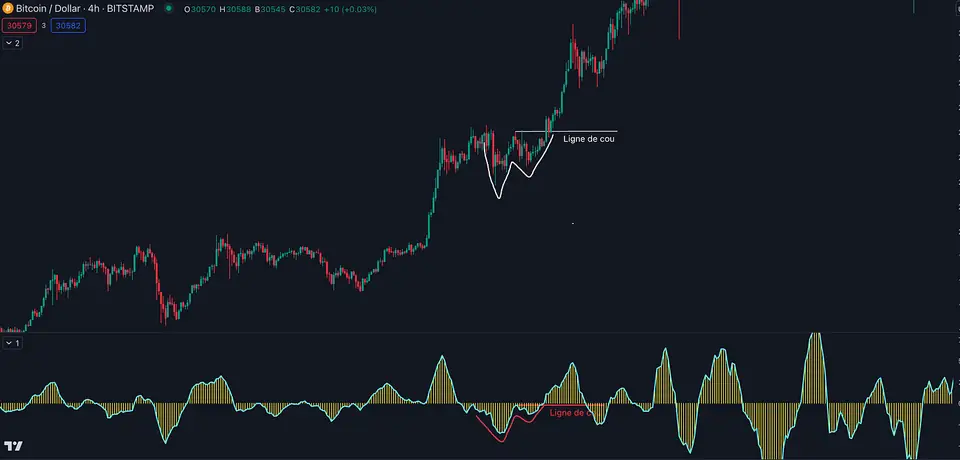 Bitcoin / Dollar · 4h · BITSTAMP O30570 H30588 B30545 C30582 +10 (+0.03%)
30579 3 30582
2
Ligne de cou
1
Ligne de